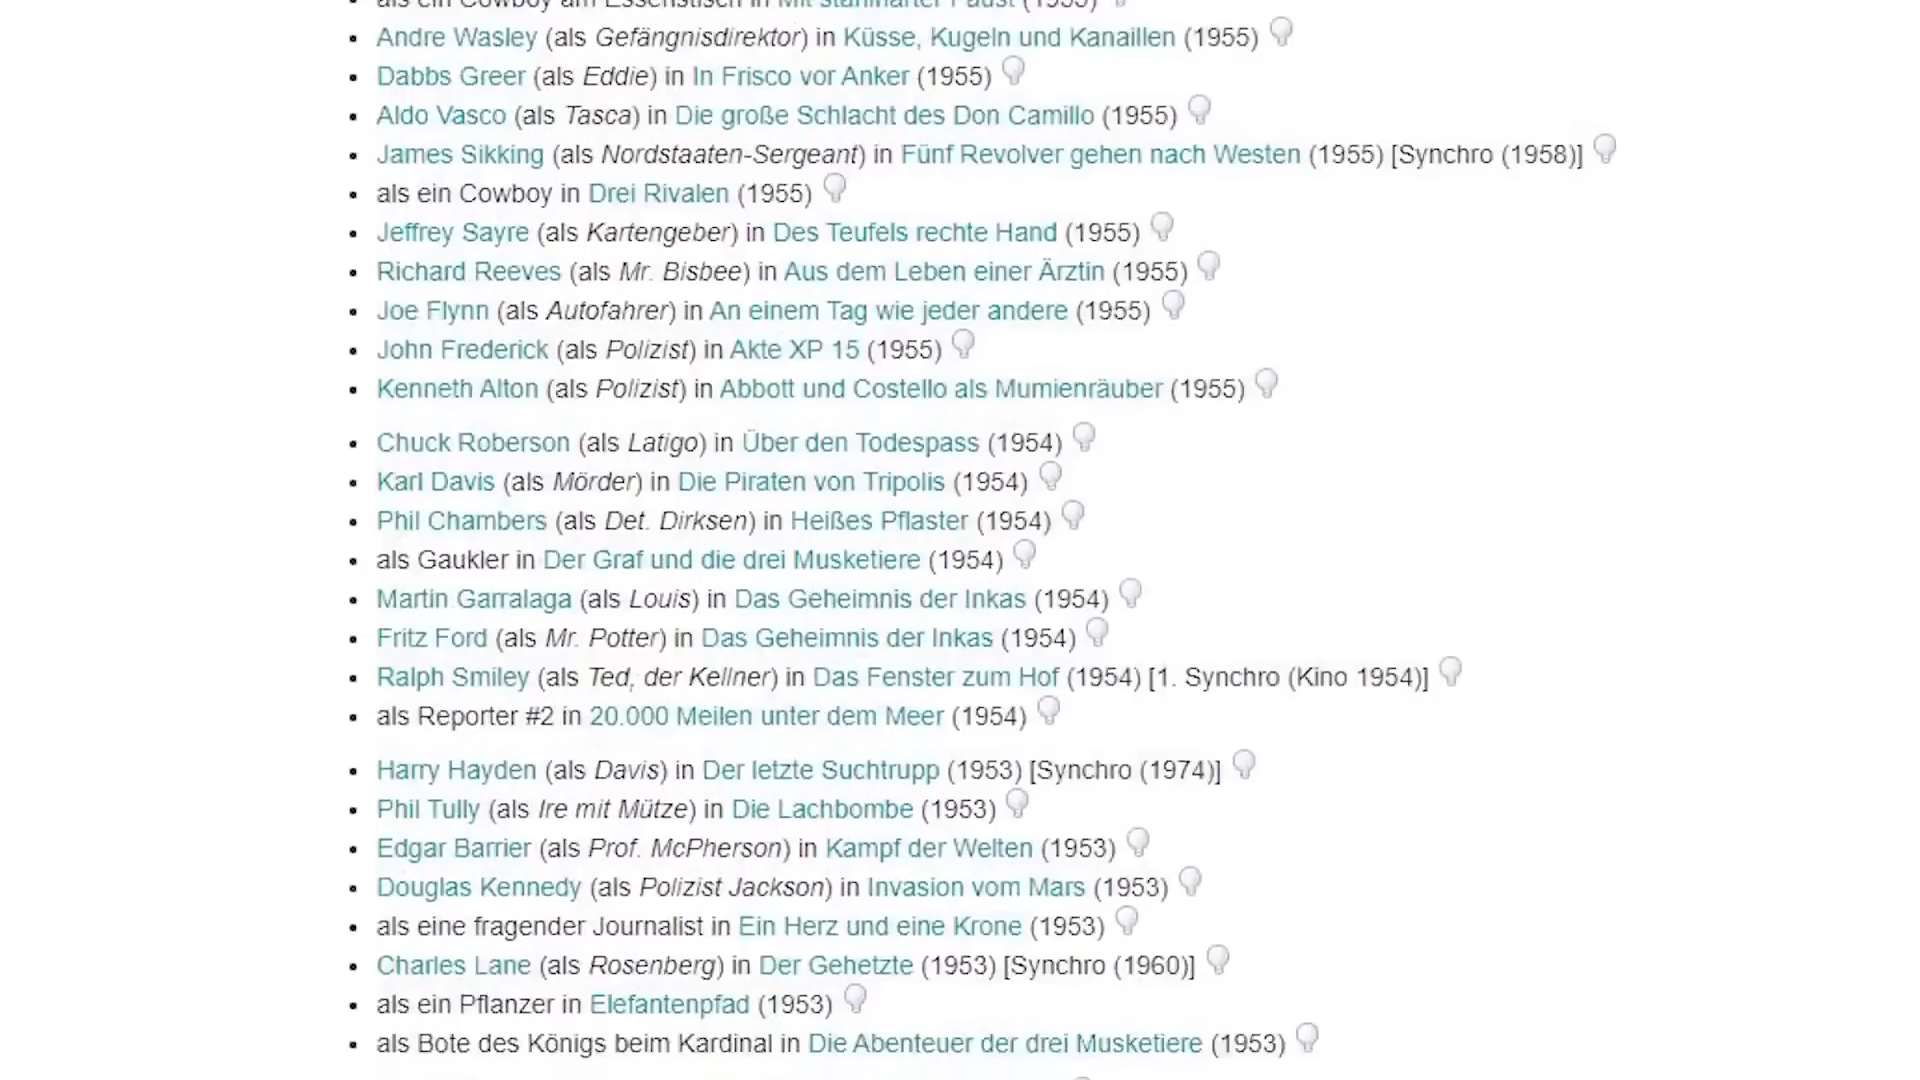 als ein Cowboy am Essenstisch in Mit stahlharter Faust (1955)
Andre Wasley (als Gefängnisdirektor) in Küsse, Kugeln und Kanaillen (1955)
Dabbs Greer (als Eddie) in In Frisco vor Anker (1955)
Aldo Vasco (als Tasca) in Die große Schlacht des Don Camillo (1955)
James Sikking (als Nordstaaten-Sergeant) in Fünf Revolver gehen nach Westen (1955) [Synchro (1958)]
als ein Cowboy in Drei Rivalen (1955)
Jeffrey Sayre (als Kartengeber) in Des Teufels rechte Hand (1955)
Richard Reeves (als Mr. Bisbee) in Aus dem Leben einer Ärztin (1955)
Joe Flynn (als Autofahrer) in An einem Tag wie jeder andere (1955)
John Frederick (als Polizist) in Akte XP 15 (1955)
Kenneth Alton (als Polizist) in Abbott und Costello als Mumienräuber (1955)
Chuck Roberson (als Latigo) in Über den Todespass (1954)
Karl Davis (als Mörder) in Die Piraten von Tripolis (1954)
Phil Chambers (als Det. Dirksen) in Heißes Pflaster (1954)
als Gaukler in Der Graf und die drei Musketiere (1954)
Martin Garralaga (als Louis) in Das Geheimnis der Inkas (1954)
Fritz Ford (als Mr. Potter) in Das Geheimnis der Inkas (1954)
Ralph Smiley (als Ted, der Kellner) in Das Fenster zum Hof (1954) [1. Synchro (Kino 1954)]
als Reporter #2 in 20.000 Meilen unter dem Meer (1954)
Harry Hayden (als Davis) in Der letzte Suchtrupp (1953) [Synchro (1974)]
Phil Tully (als Ire mit Mütze) in Die Lachbombe (1953)
Edgar Barrier (als Prof. McPherson) in Kampf der Welten (1953)
Douglas Kennedy (als Polizist Jackson) in Invasion vom Mars (1953)
als eine fragender Journalist in Ein Herz und eine Krone (1953)
Charles Lane (als Rosenberg) in Der Gehetzte (1953) [Synchro (1960)]
als ein Pflanzer in Elefantenpfad (1953)
als Bote des Königs beim Kardinal in Die Abenteuer der drei Musketiere (1953)